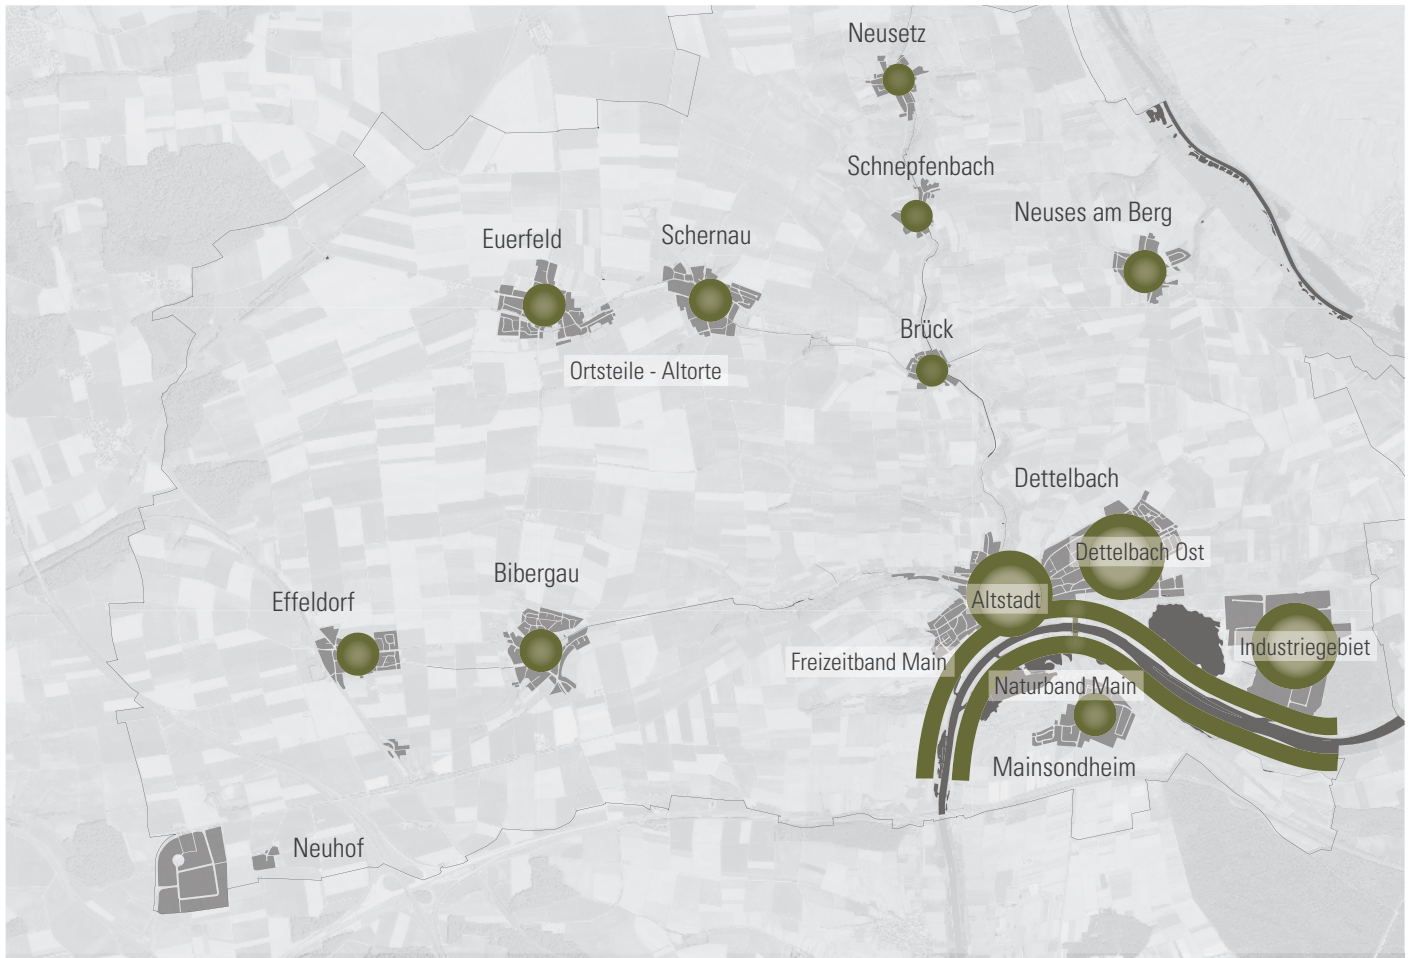 Neusetz
Schnepfenbach
Neuses am Berg
Euerfeld
Schernau
Brück
Ortsteile - Altorte
Dettelbach
Dettelbach Ost
Bibergau
Effeldorf
Altstadt
Industriegebiet
Freizeitband Main
Naturband Main
Mainsondheim
Neuhof